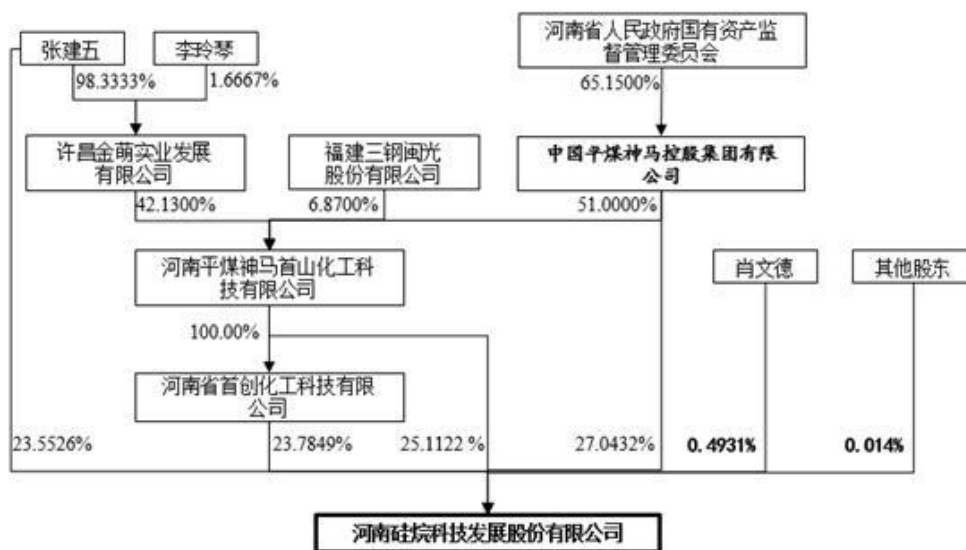 张建五
李玲琴
河南省人民政府国有资产监
督管理委员会
98.3333%
1.6667%
65.1500%
许昌金萌实业发展
有限公司
福建三钢闽光
股份有限公司
中国平煤神马控股集团有限
公司
42.1300%
6.8700%
51.0000%
河南平煤神马首山化工科
技有限公司
肖文德
其他股东
100.00%
河南省首创化工科技有限
公司
23.5526%
23.7849%
25.1122 %
27.0432%
0.4931%
0.014%
河南硅烷科技发展股份有限公司